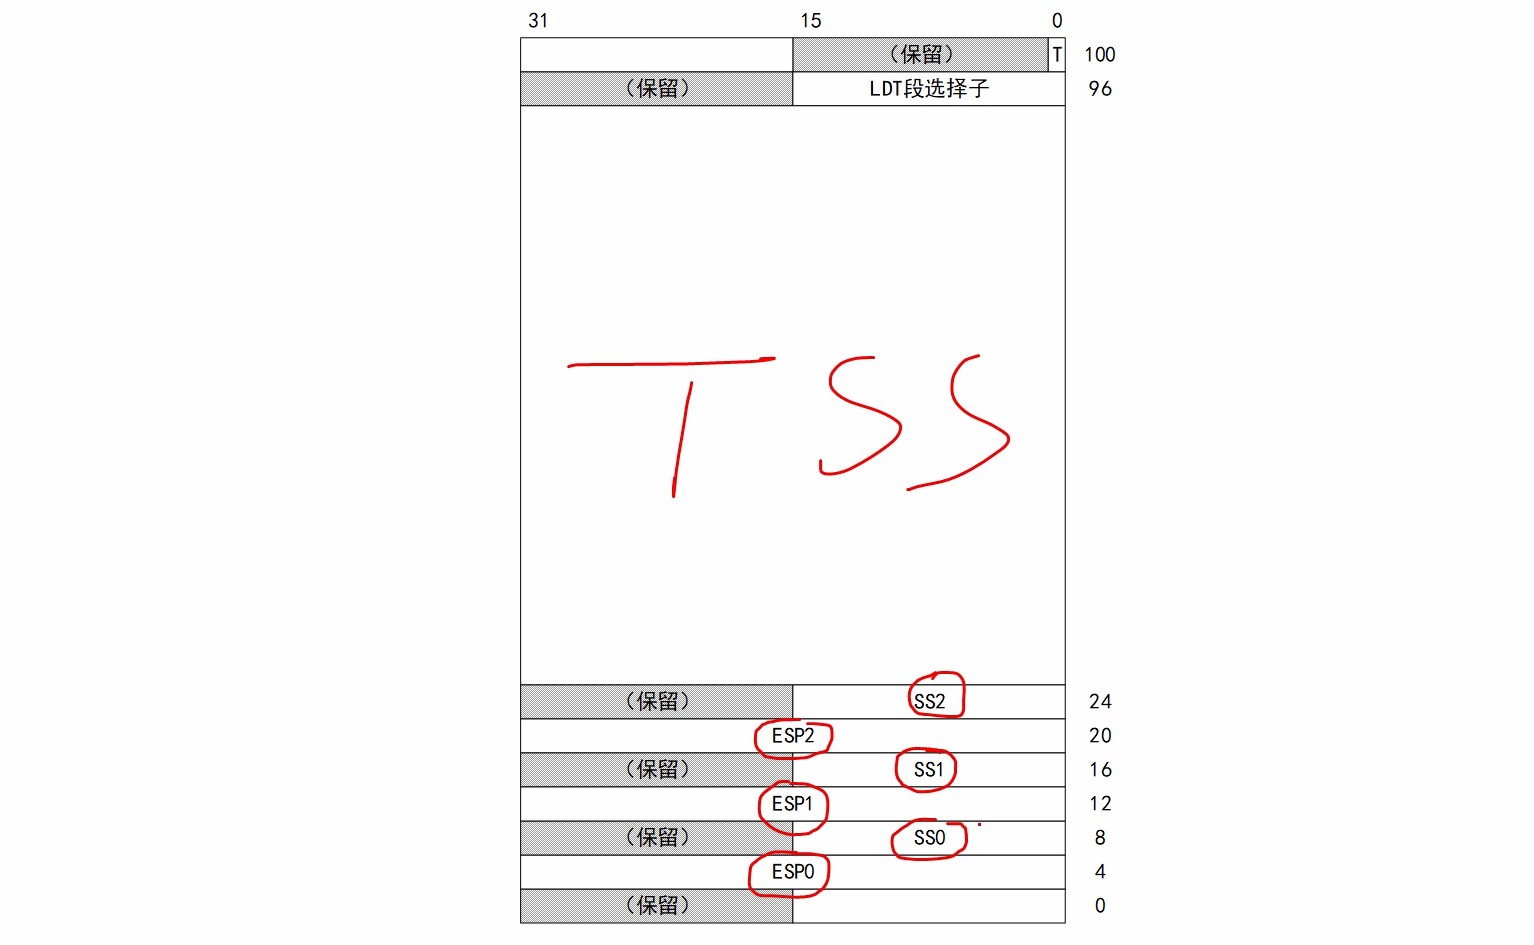 31 15 0
（保留） T 100
（保留） LDT段选择子 96
TSS
（保留） SS2 24
ESP2 20
（保留） SS1 16
ESP1 12
（保留） SS0 8
ESP0 4
（保留） 0